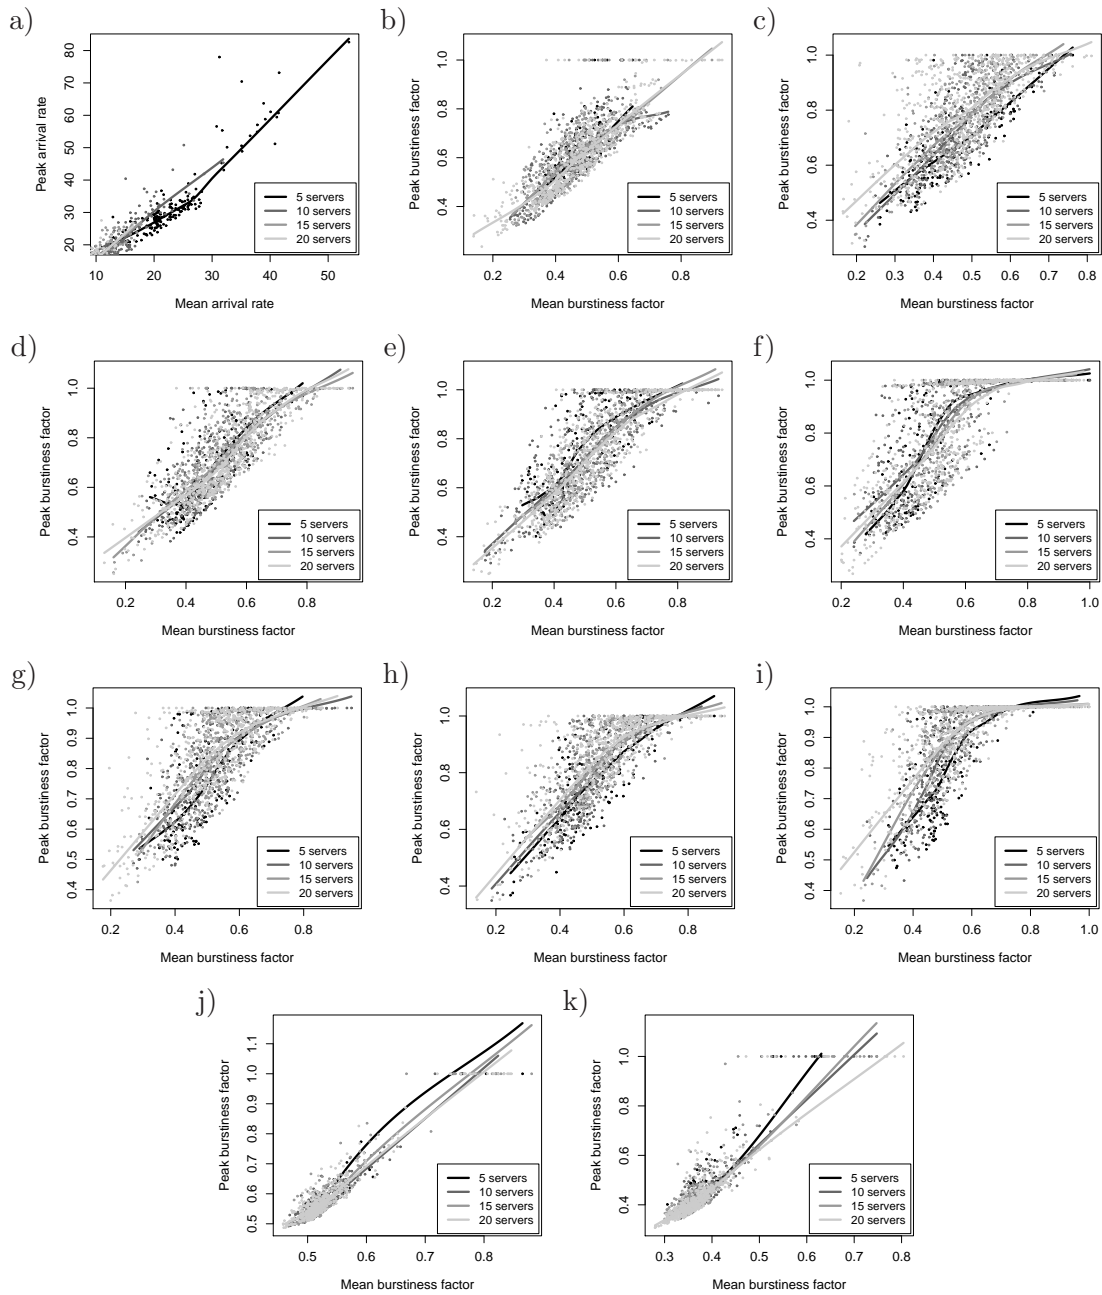 a)
Peak arrival rate
80
70
60
50
40
30
20
10 20 30 40 50
Mean arrival rate
5 servers
10 servers
15 servers
20 servers
b)
Peak burstiness factor
1.0
0.8
0.6
0.4
0.2 0.4 0.6 0.8
Mean burstiness factor
5 servers
10 servers
15 servers
20 servers
c)
Peak burstiness factor
1.0
0.8
0.6
0.4
0.2 0.3 0.4 0.5 0.6 0.7 0.8
Mean burstiness factor
5 servers
10 servers
15 servers
20 servers
d)
Peak burstiness factor
1.0
0.8
0.6
0.4
0.2 0.4 0.6 0.8
Mean burstiness factor
5 servers
10 servers
15 servers
20 servers
e)
Peak burstiness factor
1.0
0.8
0.6
0.4
0.2 0.4 0.6 0.8
Mean burstiness factor
5 servers
10 servers
15 servers
20 servers
f)
Peak burstiness factor
1.0
0.8
0.6
0.4
0.2 0.4 0.6 0.8 1.0
Mean burstiness factor
5 servers
10 servers
15 servers
20 servers
g)
Peak burstiness factor
1.0
0.9
0.8
0.7
0.6
0.5
0.4
0.2 0.4 0.6 0.8
Mean burstiness factor
5 servers
10 servers
15 servers
20 servers
h)
Peak burstiness factor
1.0
0.8
0.6
0.4
0.2 0.4 0.6 0.8
Mean burstiness factor
5 servers
10 servers
15 servers
20 servers
i)
Peak burstiness factor
1.0
0.9
0.8
0.7
0.6
0.5
0.4
0.2 0.4 0.6 0.8 1.0
Mean burstiness factor
5 servers
10 servers
15 servers
20 servers
j)
Peak burstiness factor
1.1
1.0
0.9
0.8
0.7
0.6
0.5
0.5 0.6 0.7 0.8
Mean burstiness factor
5 servers
10 servers
15 servers
20 servers
k)
Peak burstiness factor
1.0
0.8
0.6
0.4
0.3 0.4 0.5 0.6 0.7 0.8
Mean burstiness factor
5 servers
10 servers
15 servers
20 servers